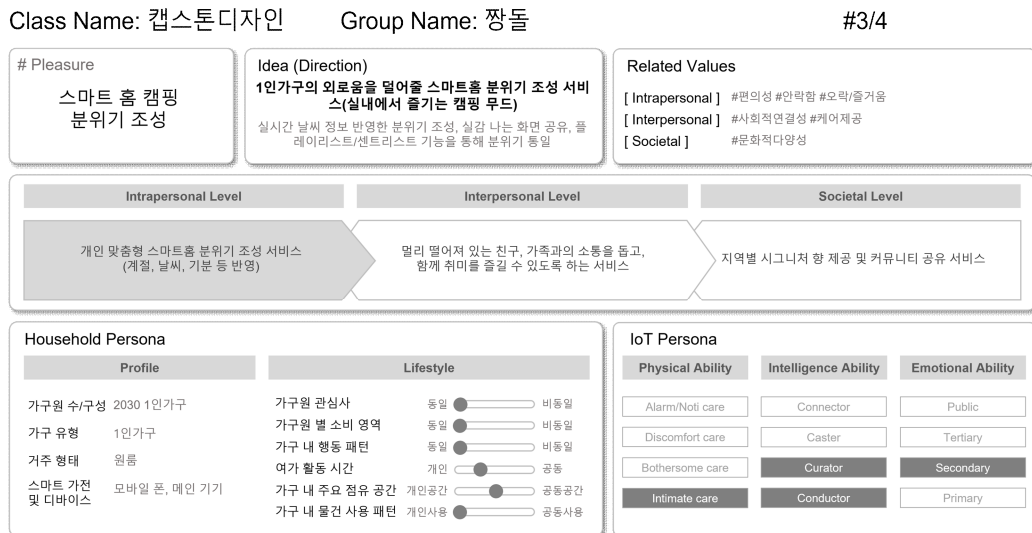 Class Name: 캡스톤디자인 Group Name: 짱돌 #3/4
# Pleasure
스마트 홈 캠핑
분위기 조성
Idea (Direction)
1인가구의 외로움을 덜어줄 스마트홈 분위기 조성 서비
스(실내에서 즐기는 캠핑 무드)
실시간 날씨 정보 반영한 분위기 조성, 실감 나는 화면 공유, 플
레이리스트/센트리스트 기능을 통해 분위기 통일
Related Values
[ Intrapersonal ] #편의성 #안락함 #오락/즐거움
[ Interpersonal ] #사회적연결성 #케어제공
[ Societal ] #문화적다양성
Intrapersonal Level
개인 맞춤형 스마트홈 분위기 조성 서비스
(계절, 날씨, 기분 등 반영)
Interpersonal Level
멀리 떨어져 있는 친구, 가족과의 소통을 돕고,
함께 취미를 즐길 수 있도록 하는 서비스
Societal Level
지역별 시그니처 향 제공 및 커뮤니티 공유 서비스
Household Persona
Profile
가구원 수/구성 2030 1인가구
가구 유형 1인가구
거주 형태 원룸
스마트 가전
및 디바이스 모바일 폰, 메인 기기
Lifestyle
가구원 관심사 동일 비동일
가구원 별 소비 영역 동일 비동일
가구 내 행동 패턴 동일 비동일
여가 활동 시간 개인 공동
가구 내 주요 점유 공간 개인공간 공동공간
가구 내 물건 사용 패턴 개인사용 공동사용
IoT Persona
Physical Ability Intelligence Ability Emotional Ability
Alarm/Noti care Connector Public
Discomfort care Caster Tertiary
Bothersome care Curator Secondary
Intimate care Conductor Primary